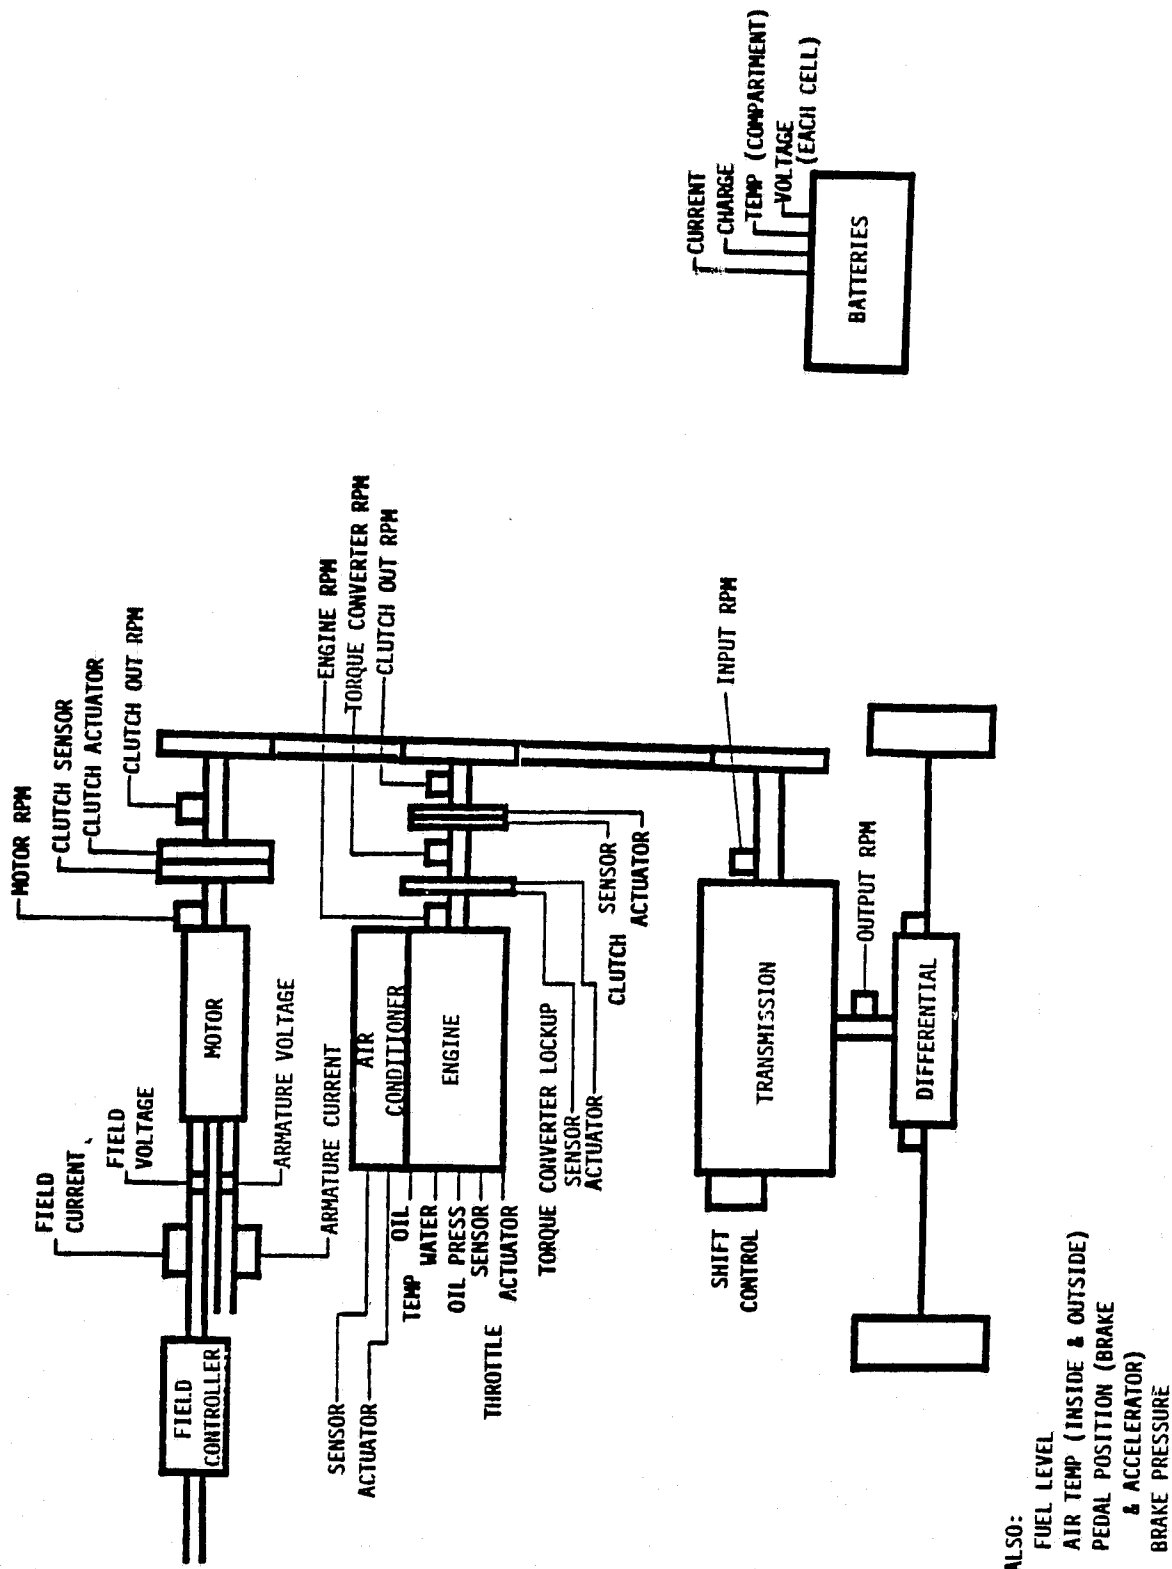 FIELD
CONTROLLER
FIELD
CURRENT
FIELD
VOLTAGE
ARMATURE VOLTAGE
ARMATURE CURRENT
MOTOR
MOTOR RPM
CLUTCH SENSOR
CLUTCH ACTUATOR
CLUTCH OUT RPM
SENSOR
ACTUATOR
AIR
CONDITIONER
ENGINE
TEMP
OIL
WATER
OIL PRESS
THROTTLE
SENSOR
ACTUATOR
ENGINE RPM
TORQUE CONVERTER RPM
CLUTCH OUT RPM
TORQUE CONVERTER LOCKUP
SENSOR
ACTUATOR
CLUTCH
SENSOR
ACTUATOR
SHIFT
CONTROL
TRANSMISSION
INPUT RPM
OUTPUT RPM
DIFFERENTIAL
CURRENT
CHARGE
TEMP (COMPARTMENT)
VOLTAGE
(EACH CELL)
BATTERIES
ALSO:
FUEL LEVEL
AIR TEMP (INSIDE & OUTSIDE)
PEDAL POSITION (BRAKE
& ACCELERATOR)
BRAKE PRESSURE